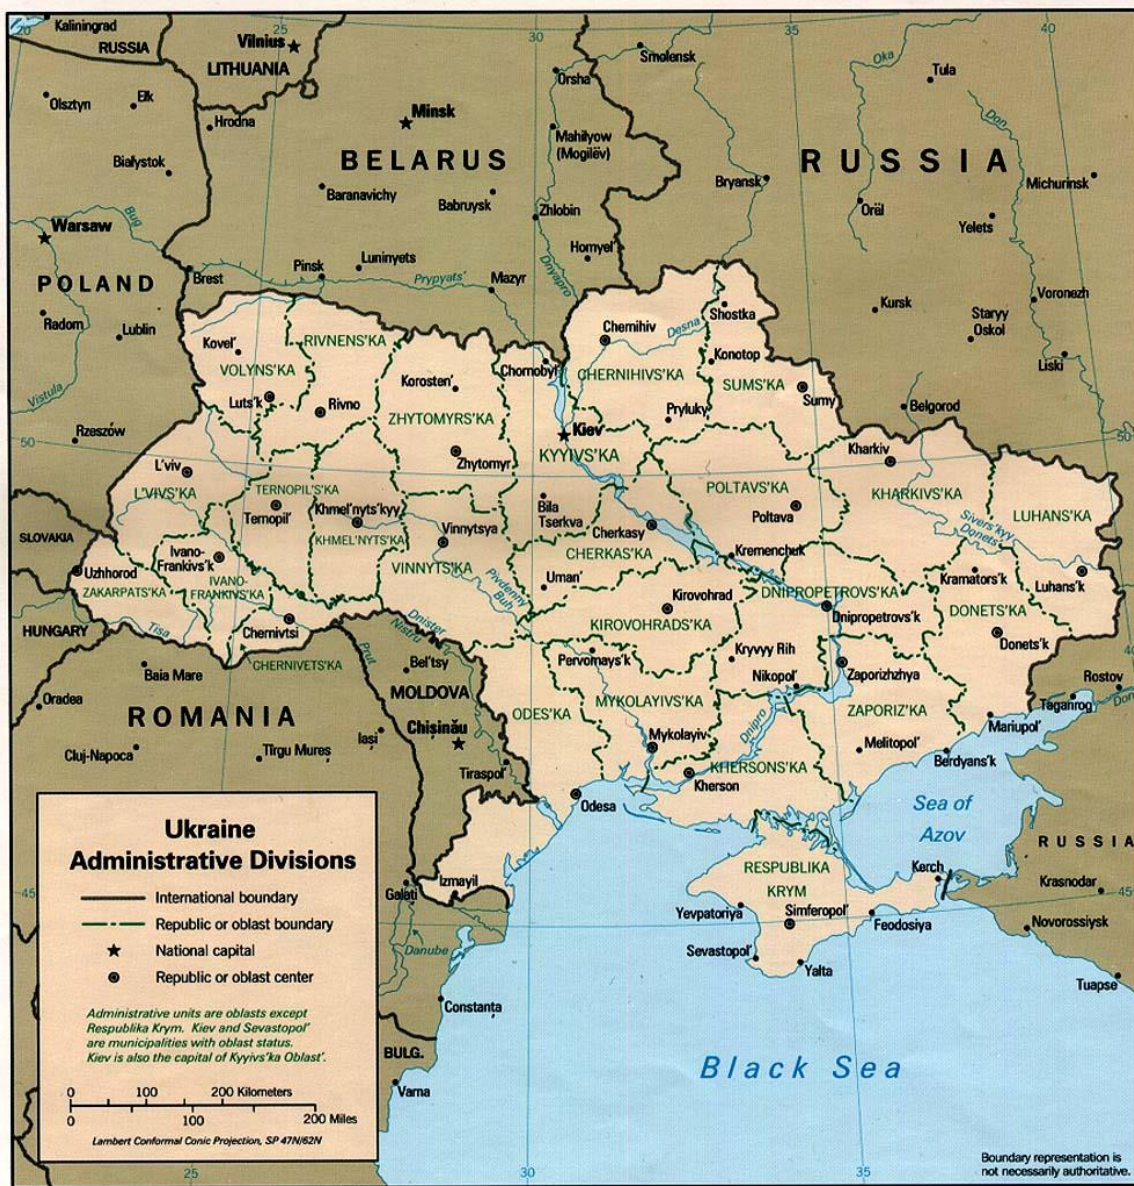 Kaliningrad
20
25
30
35
40
RUSSIA
Vilnius
LITHUANIA
Smolensk
Orsha
Oka
Tula
Olsztyn
Ełk
Hrodna
Minsk
Don
Mahilyow
(Mogilëv)
BELARUS
RUSSIA
Białystok
Baranavichy
Babruysk
Bryansk
Michurinsk
Zhlobin
Orël
Yelets
Bug
Warsaw
Homyel'
POLAND
Brest
Pinsk
Luninyets
Prypyats'
Mazyr
Dnyapro
Voronezh
Kursk
Staryy
Oskol
Radom
Lublin
Shostka
Chernihiv
Desna
Kovel'
RIVNENS'KA
VOLYNS'KA
Chornobyl'
CHERNIHIVS'KA
Konotop
Liski
Korosten'
SUMS'KA
Sumy
Vistula
Luts'k
Rivno
ZHYTOMYRS'KA
Pryluky
Belgorod
Rzeszów
50
Kiev
50
KYYIVS'KA
Kharkiv
L'viv
Zhytomyr
L'VIVS'KA
TERNOPIL'S'KA
POLTAVS'KA
KHARKIVS'KA
Ternopil'
Khmel'nyts'kyy
Bila
Tserkva
Poltava
LUHANS'KA
Sivers'kyy
Donets'
Vinnytsya
Cherkasy
SLOVAKIA
KHMEL'NYTS'KA
Ivano-
Frankivs'k
CHERKAS'KA
Kremenchuk
Uzhhorod
VINNYTS'KA
Pivdenny
Buh
Uman'
Kramators'k
Luhans'k
ZAKARPATS'KA
IVANO-
FRANKIVS'KA
DNIPROPETROVS'KA
Kirovohrad
Dnipropetrovs'k
DONETS'KA
HUNGARY
Tisa
Chernivtsi
Dnister
Nistru
KIROVOHRADS'KA
Donets'k
CHERNIVETS'KA
Prut
Bel'tsy
Pervomays'k
Kryvyy Rih
Baia Mare
Nikopol'
Zaporizhzhya
Rostov
MOLDOVA
MYKOLAYIVS'KA
Taganrog
Don
Oradea
ROMANIA
ODES'KA
ZAPORIZ'KA
Mariupol'
Iaşi
Chişinău
Dnipro
Mykolayiv
Melitopol'
Cluj-Napoca
Tîrgu Mureş
Berdyans'k
Tiraspol'
KHERSONS'KA
Kherson
Odesa
Sea of
Azov
Ukraine
Administrative Divisions
RUSSIA
RESPUBLIKA
KRYM
Kerch
Izmayil
45
Galaţi
Krasnodar
International boundary
Republic or oblast boundary
National capital
Republic or oblast center
Yevpatoriya
Simferopol'
Feodosiya
Novorossiysk
Danube
Sevastopol'
Yalta
Tuapse
Constanţa
Administrative units are oblasts except
Respublika Krym. Kiev and Sevastopol'
are municipalities with oblast status.
Kiev is also the capital of Kyyivs'ka Oblast'.
BULG.
Black Sea
Varna
0 100 200 Kilometers
0 100 200 Miles
Lambert Conformal Conic Projection, SP 47N/62N
25
30
35
Boundary representation is
not necessarily authoritative.